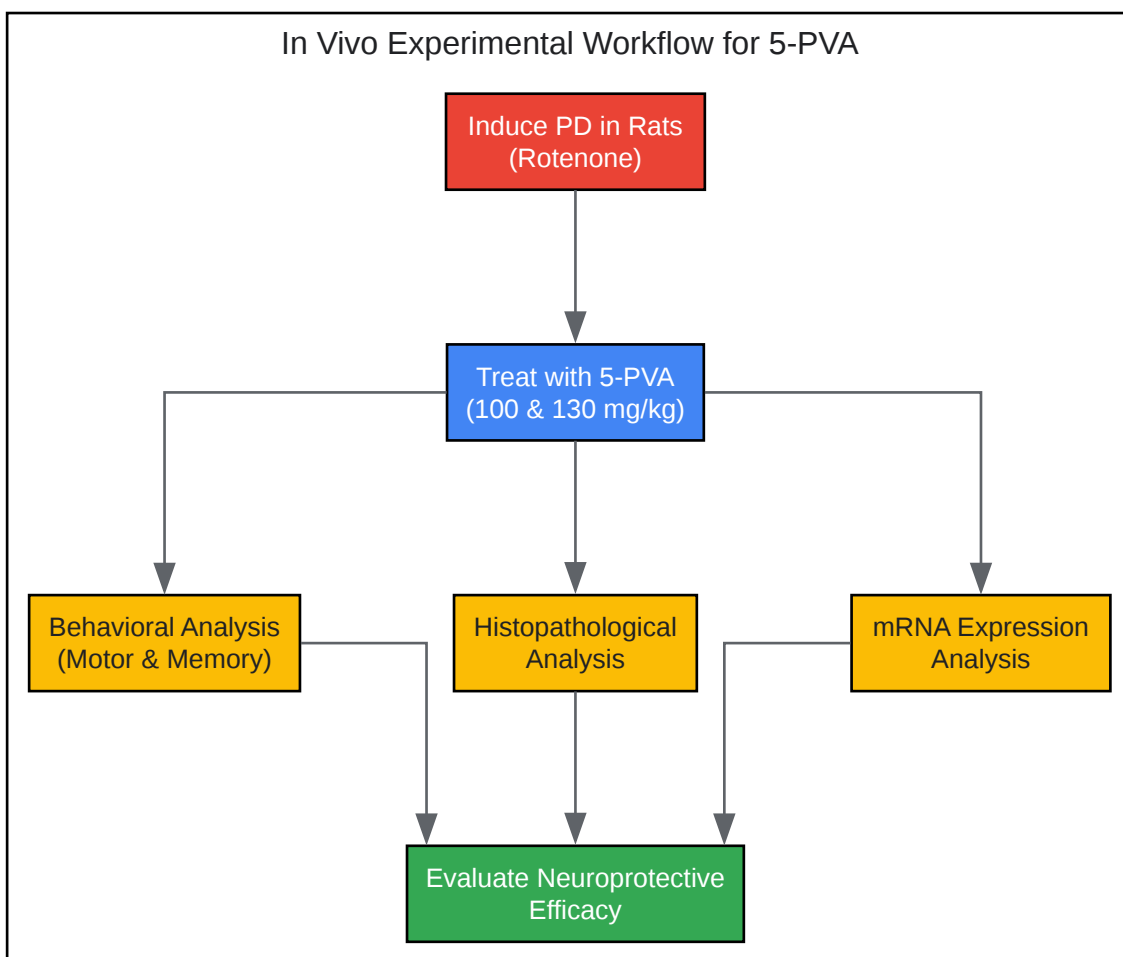 In Vivo Experimental Workflow for 5-PVA
Induce PD in Rats
(Rotenone)
Treat with 5-PVA
(100 & 130 mg/kg)
Behavioral Analysis
(Motor & Memory)
Histopathological
Analysis
mRNA Expression
Analysis
Evaluate Neuroprotective
Efficacy